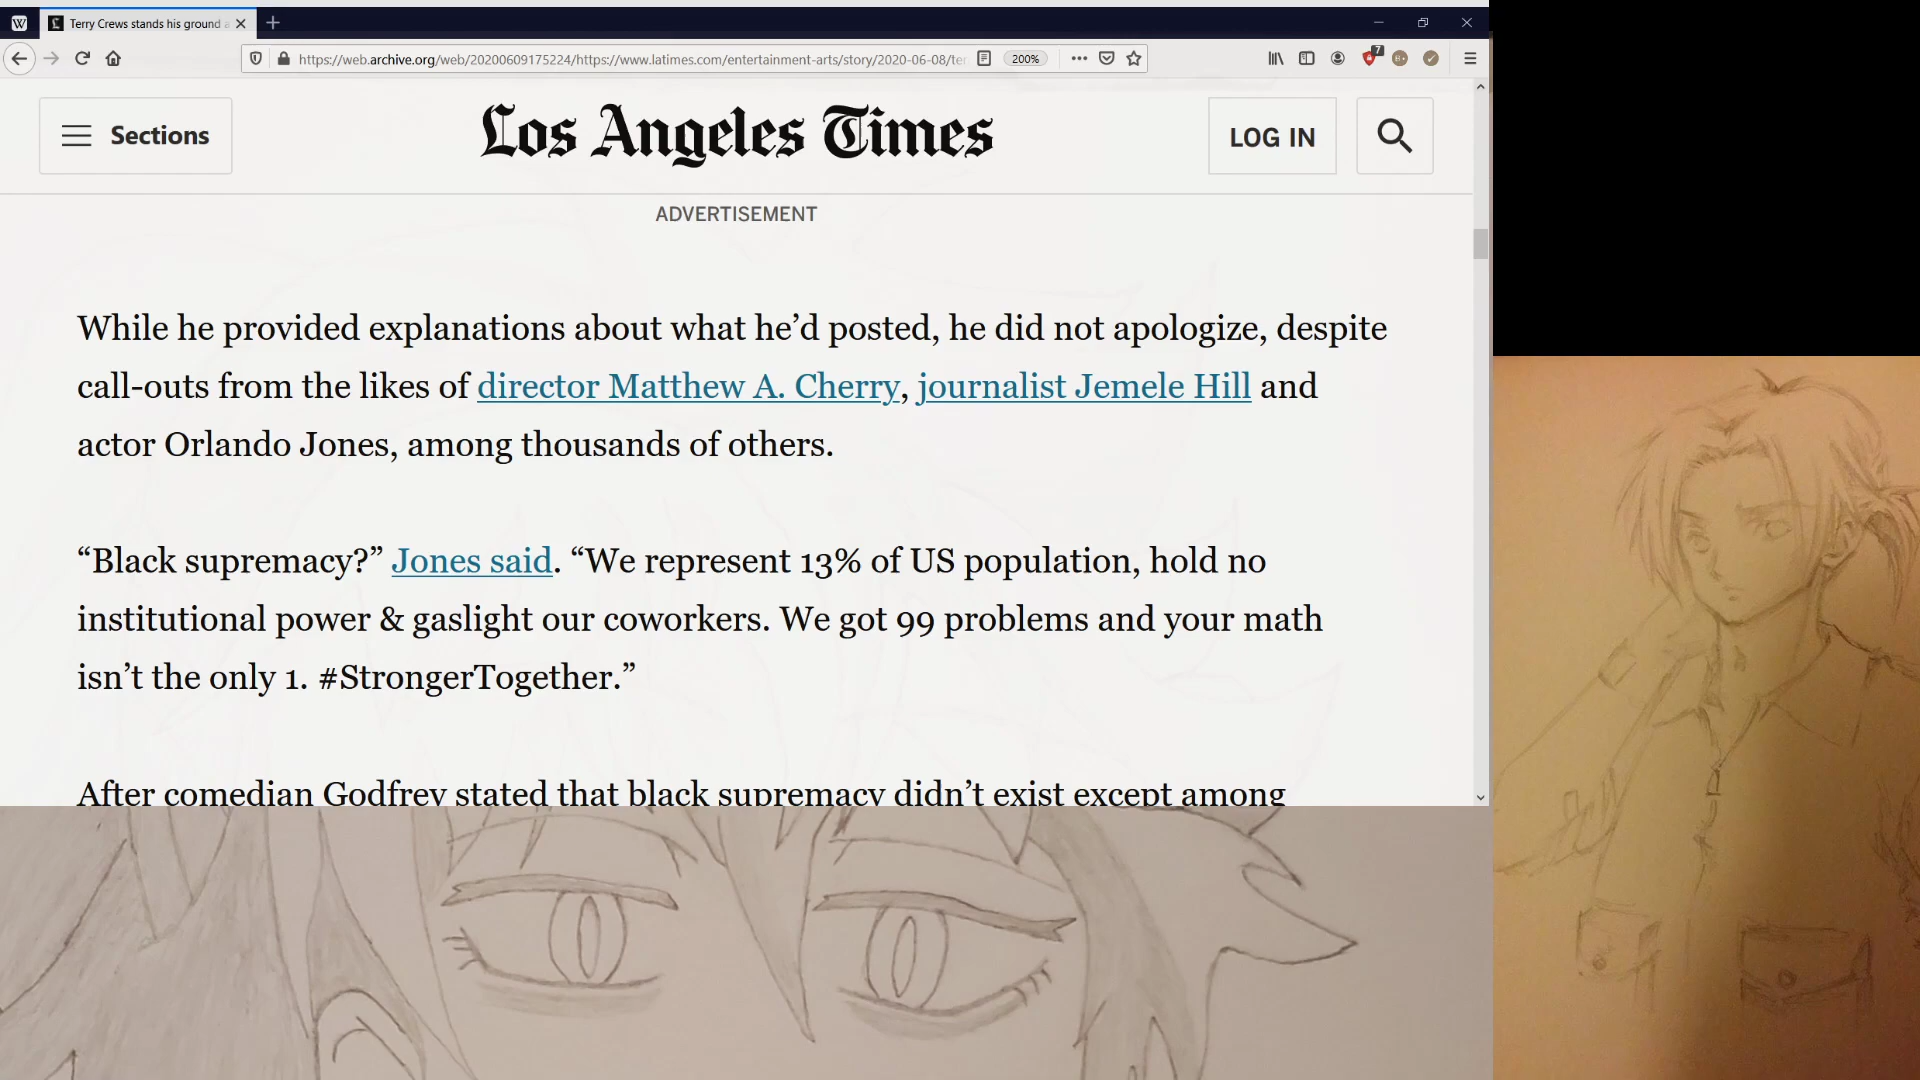 Terry Crews stands his ground
https://web.archive.org/web/20200609175224/https://www.latimes.com/entertainment-arts/story/2020-06-08/te
200%
7
Sections
Los Angeles Times
LOG IN
ADVERTISEMENT
While he provided explanations about what he’d posted, he did not apologize, despite
call-outs from the likes of director Matthew A. Cherry, journalist Jemele Hill and
actor Orlando Jones, among thousands of others.
“Black supremacy?” Jones said. “We represent 13% of US population, hold no
institutional power & gaslight our coworkers. We got 99 problems and your math
isn’t the only 1. #StrongerTogether.”
After comedian Godfrey stated that black supremacy didn’t exist except among